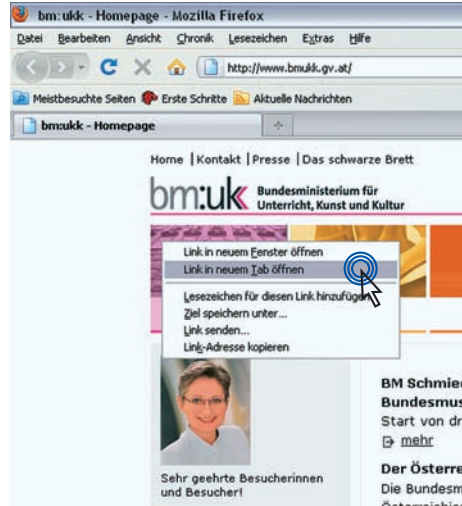 bm:ukk - Homepage - Mozilla Firefox
Datei Bearbeiten Ansicht Chronik Lesezeichen Extras Hilfe
http://www.bmukk.gv.at/
Meistbesuchte Seiten Erste Schritte Aktuelle Nachrichten
bm:ukk - Homepage
Home |Kontakt |Presse |Das schwarze Brett
bm:ukk
Bundesministerium für
Unterricht, Kunst und Kultur
Link in neuem Fenster öffnen
Link in neuem Tab öffnen
Lesezeichen für diesen Link hinzufügen
Ziel speichern unter...
Link senden...
Link-Adresse kopieren
BM Schmied
Bundesmus
Start von dr
mehr
Sehr geehrte Besucherinnen
und Besucher!
Der Österre
Die Bundesm